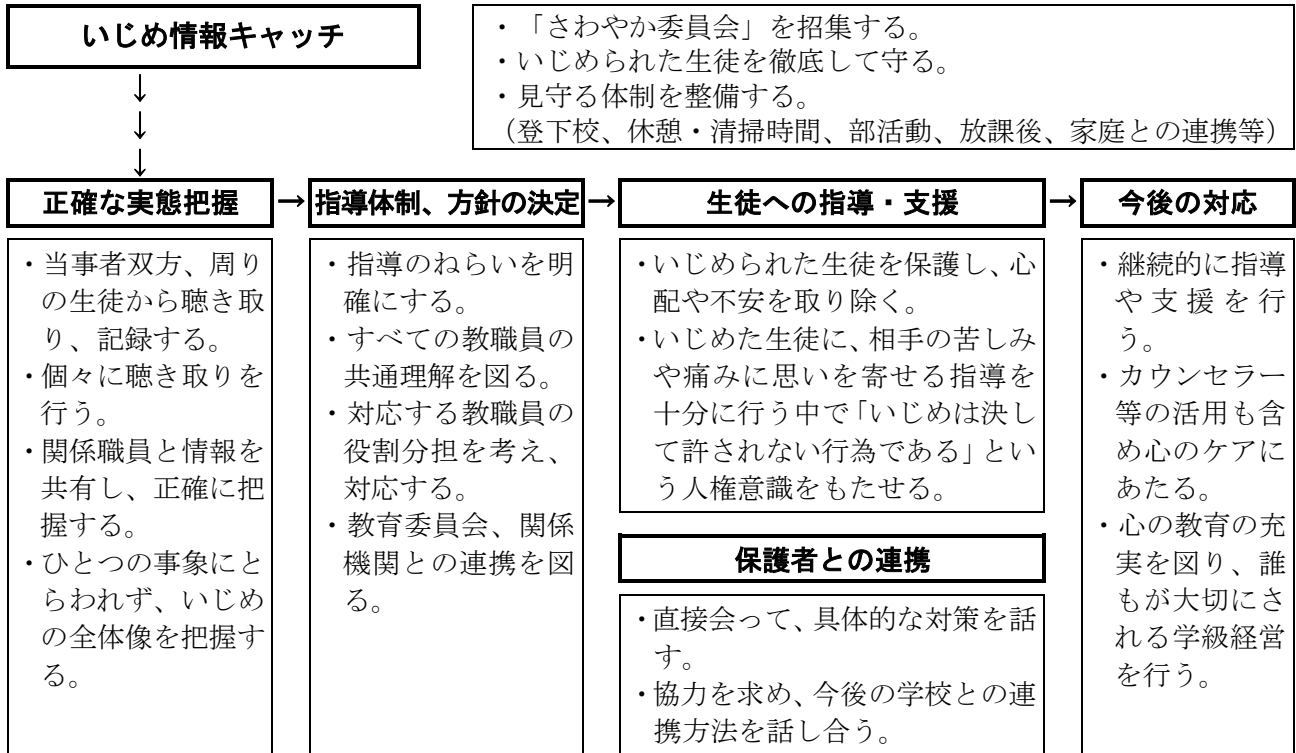 いじめ情報キャッチ
・「さわやか委員会」を招集する。
・いじめられた生徒を徹底して守る。
・見守る体制を整備する。
（登下校、休憩・清掃時間、部活動、放課後、家庭との連携等）
↓
↓
↓
正確な実態把握
→
指導体制、方針の決定
→
生徒への指導・支援
→
今後の対応
・当事者双方、周り
の生徒から聴き取
り、記録する。
・個々に聴き取りを
行う。
・関係職員と情報を
共有し、正確に把
握する。
・ひとつの事象にと
らわれず、いじめ
の全体像を把握す
る。
・指導のねらいを明
確にする。
・すべての教職員の
共通理解を図る。
・対応する教職員の
役割分担を考え、
対応する。
・教育委員会、関係
機関との連携を図
る。
・いじめられた生徒を保護し、心
配や不安を取り除く。
・いじめた生徒に、相手の苦しみ
や痛みに思いを寄せる指導を
十分に行う中で「いじめは決し
て許されない行為である」とい
う人権意識をもたせる。
保護者との連携
・直接会って、具体的な対策を話
す。
・協力を求め、今後の学校との連
携方法を話し合う。
・継続的に指導
や支援を行
う。
・カウンセラー
等の活用も含
め心のケアに
あたる。
・心の教育の充
実を図り、誰
もが大切にさ
れる学級経営
を行う。